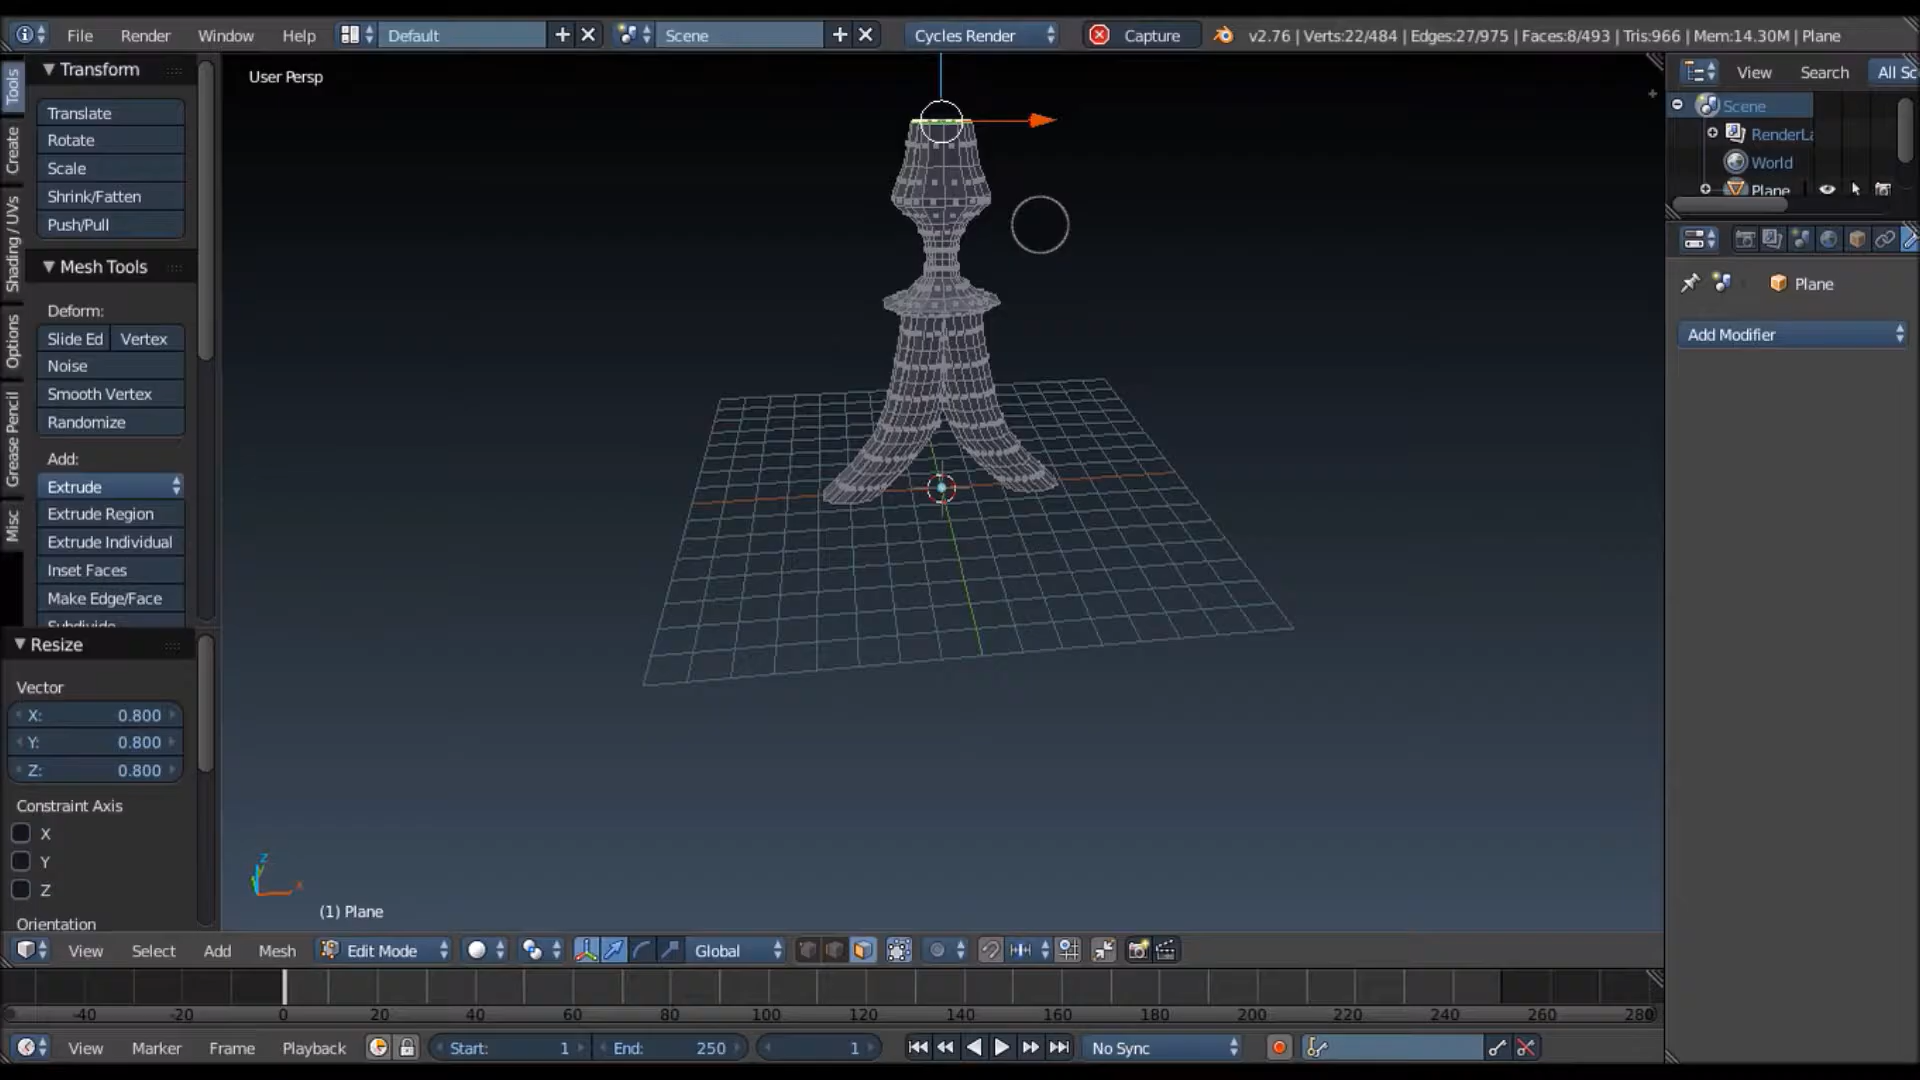 File Render Window Help Default Scene Cycles Render Capture v2.76 | Verts:22/484 | Edges:27/975 | Faces:8/493 | Tris:966 | Mem:14.30M | Plane
Tools
Create
Shading / UVs
Options
Grease Pencil
Misc
Transform
Translate
Rotate
Scale
Shrink/Fatten
Push/Pull
Mesh Tools
Deform:
Slide Ed Vertex
Noise
Smooth Vertex
Randomize
Add:
Extrude
Extrude Region
Extrude Individual
Inset Faces
Make Edge/Face
Subdivide
Resize
Vector
X: 0.800
Y: 0.800
Z: 0.800
Constraint Axis
X
Y
Z
Orientation
User Persp
z
x
(1) Plane
View Search All Sc
Scene
RenderLa
World
Plane
Plane
Add Modifier
View Select Add Mesh Edit Mode Global
-40 -20 0 20 40 60 80 100 120 140 160 180 200 220 240 260 280
View Marker Frame Playback Start: 1 End: 250 1 No Sync